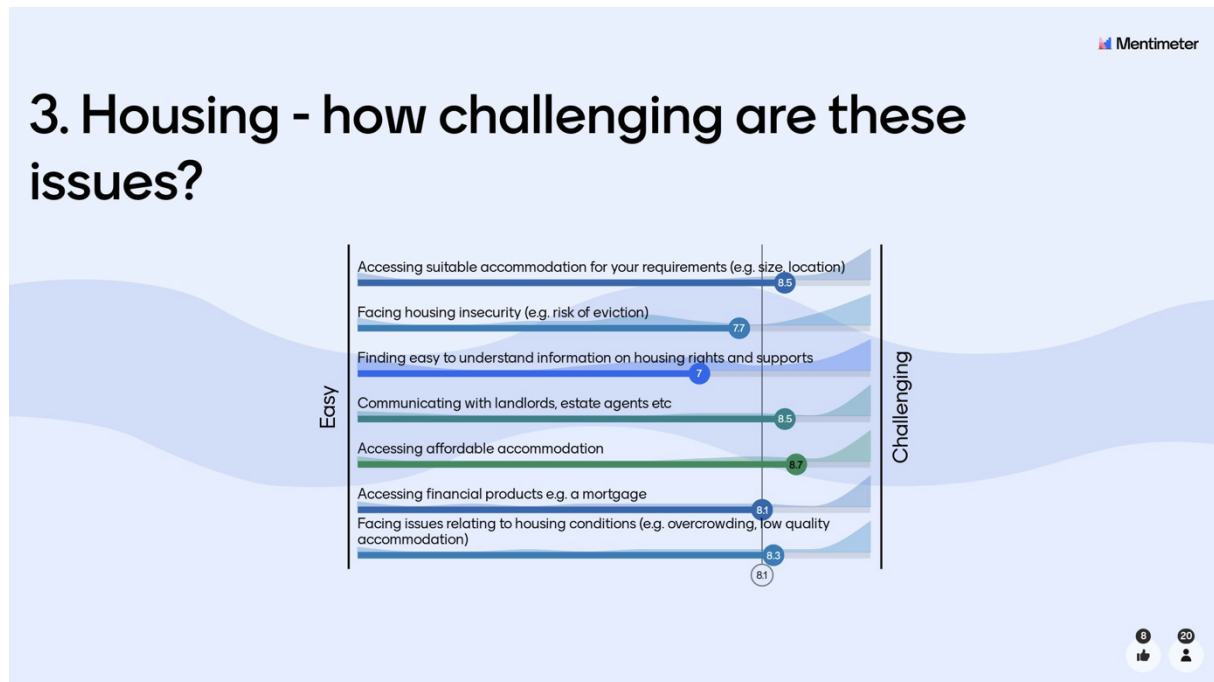 Mentimeter
3. Housing - how challenging are these
issues?
Easy
Accessing suitable accommodation for your requirements (e.g. size, location)
8.5
Facing housing insecurity (e.g. risk of eviction)
7.7
Finding easy to understand information on housing rights and supports
7
Communicating with landlords, estate agents etc
8.5
Accessing affordable accommodation
8.7
Accessing financial products e.g. a mortgage
8.1
Facing issues relating to housing conditions (e.g. overcrowding, low quality
accommodation)
8.3
8.1
Challenging
8
20